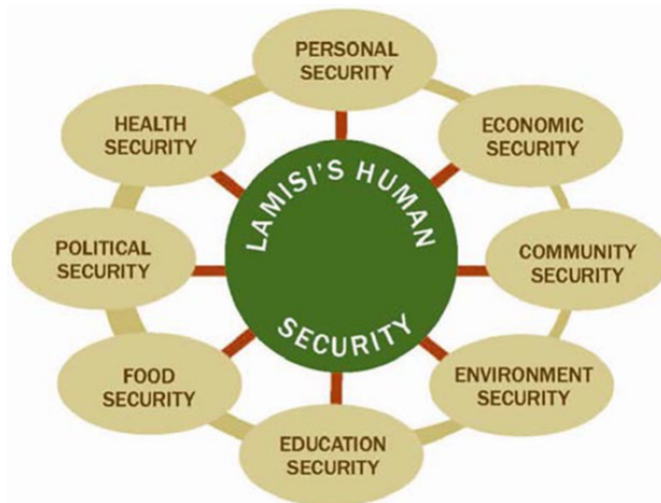 PERSONAL
SECURITY
HEALTH
SECURITY
ECONOMIC
SECURITY
LAMISI'S HUMAN
SECURITY
POLITICAL
SECURITY
COMMUNITY
SECURITY
FOOD
SECURITY
ENVIRONMENT
SECURITY
EDUCATION
SECURITY